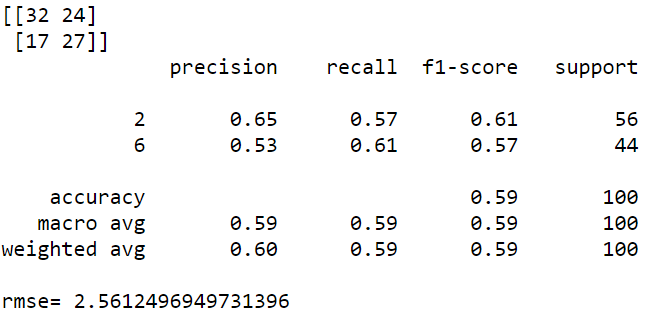 [[32 24]
 [17 27]]
precision recall f1-score support
2 0.65 0.57 0.61 56
6 0.53 0.61 0.57 44
accuracy 0.59 100
macro avg 0.59 0.59 0.59 100
weighted avg 0.60 0.59 0.59 100
rmse= 2.5612496949731396